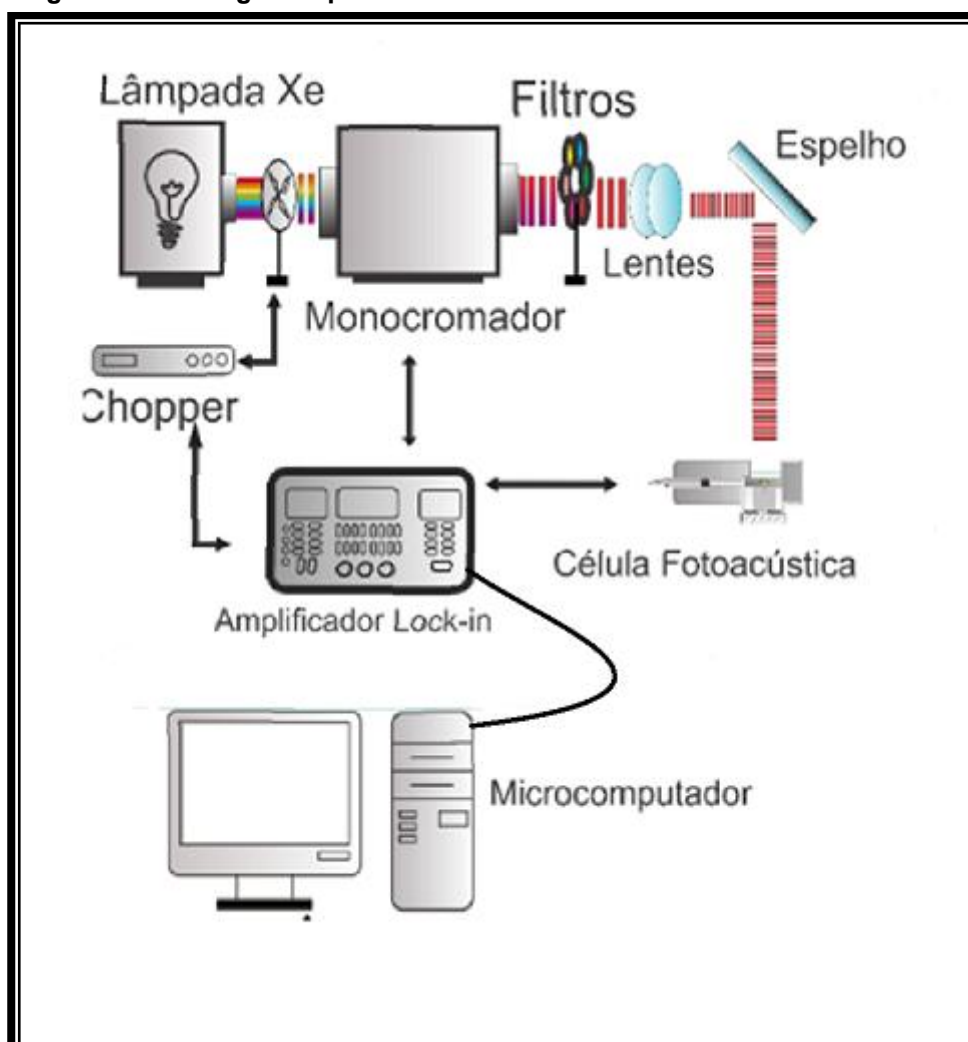 Lâmpada Xe
Filtros
Espelho
Lentes
Monocromador
Chopper
Célula Fotoacústica
Amplificador Lock-in
Microcomputador